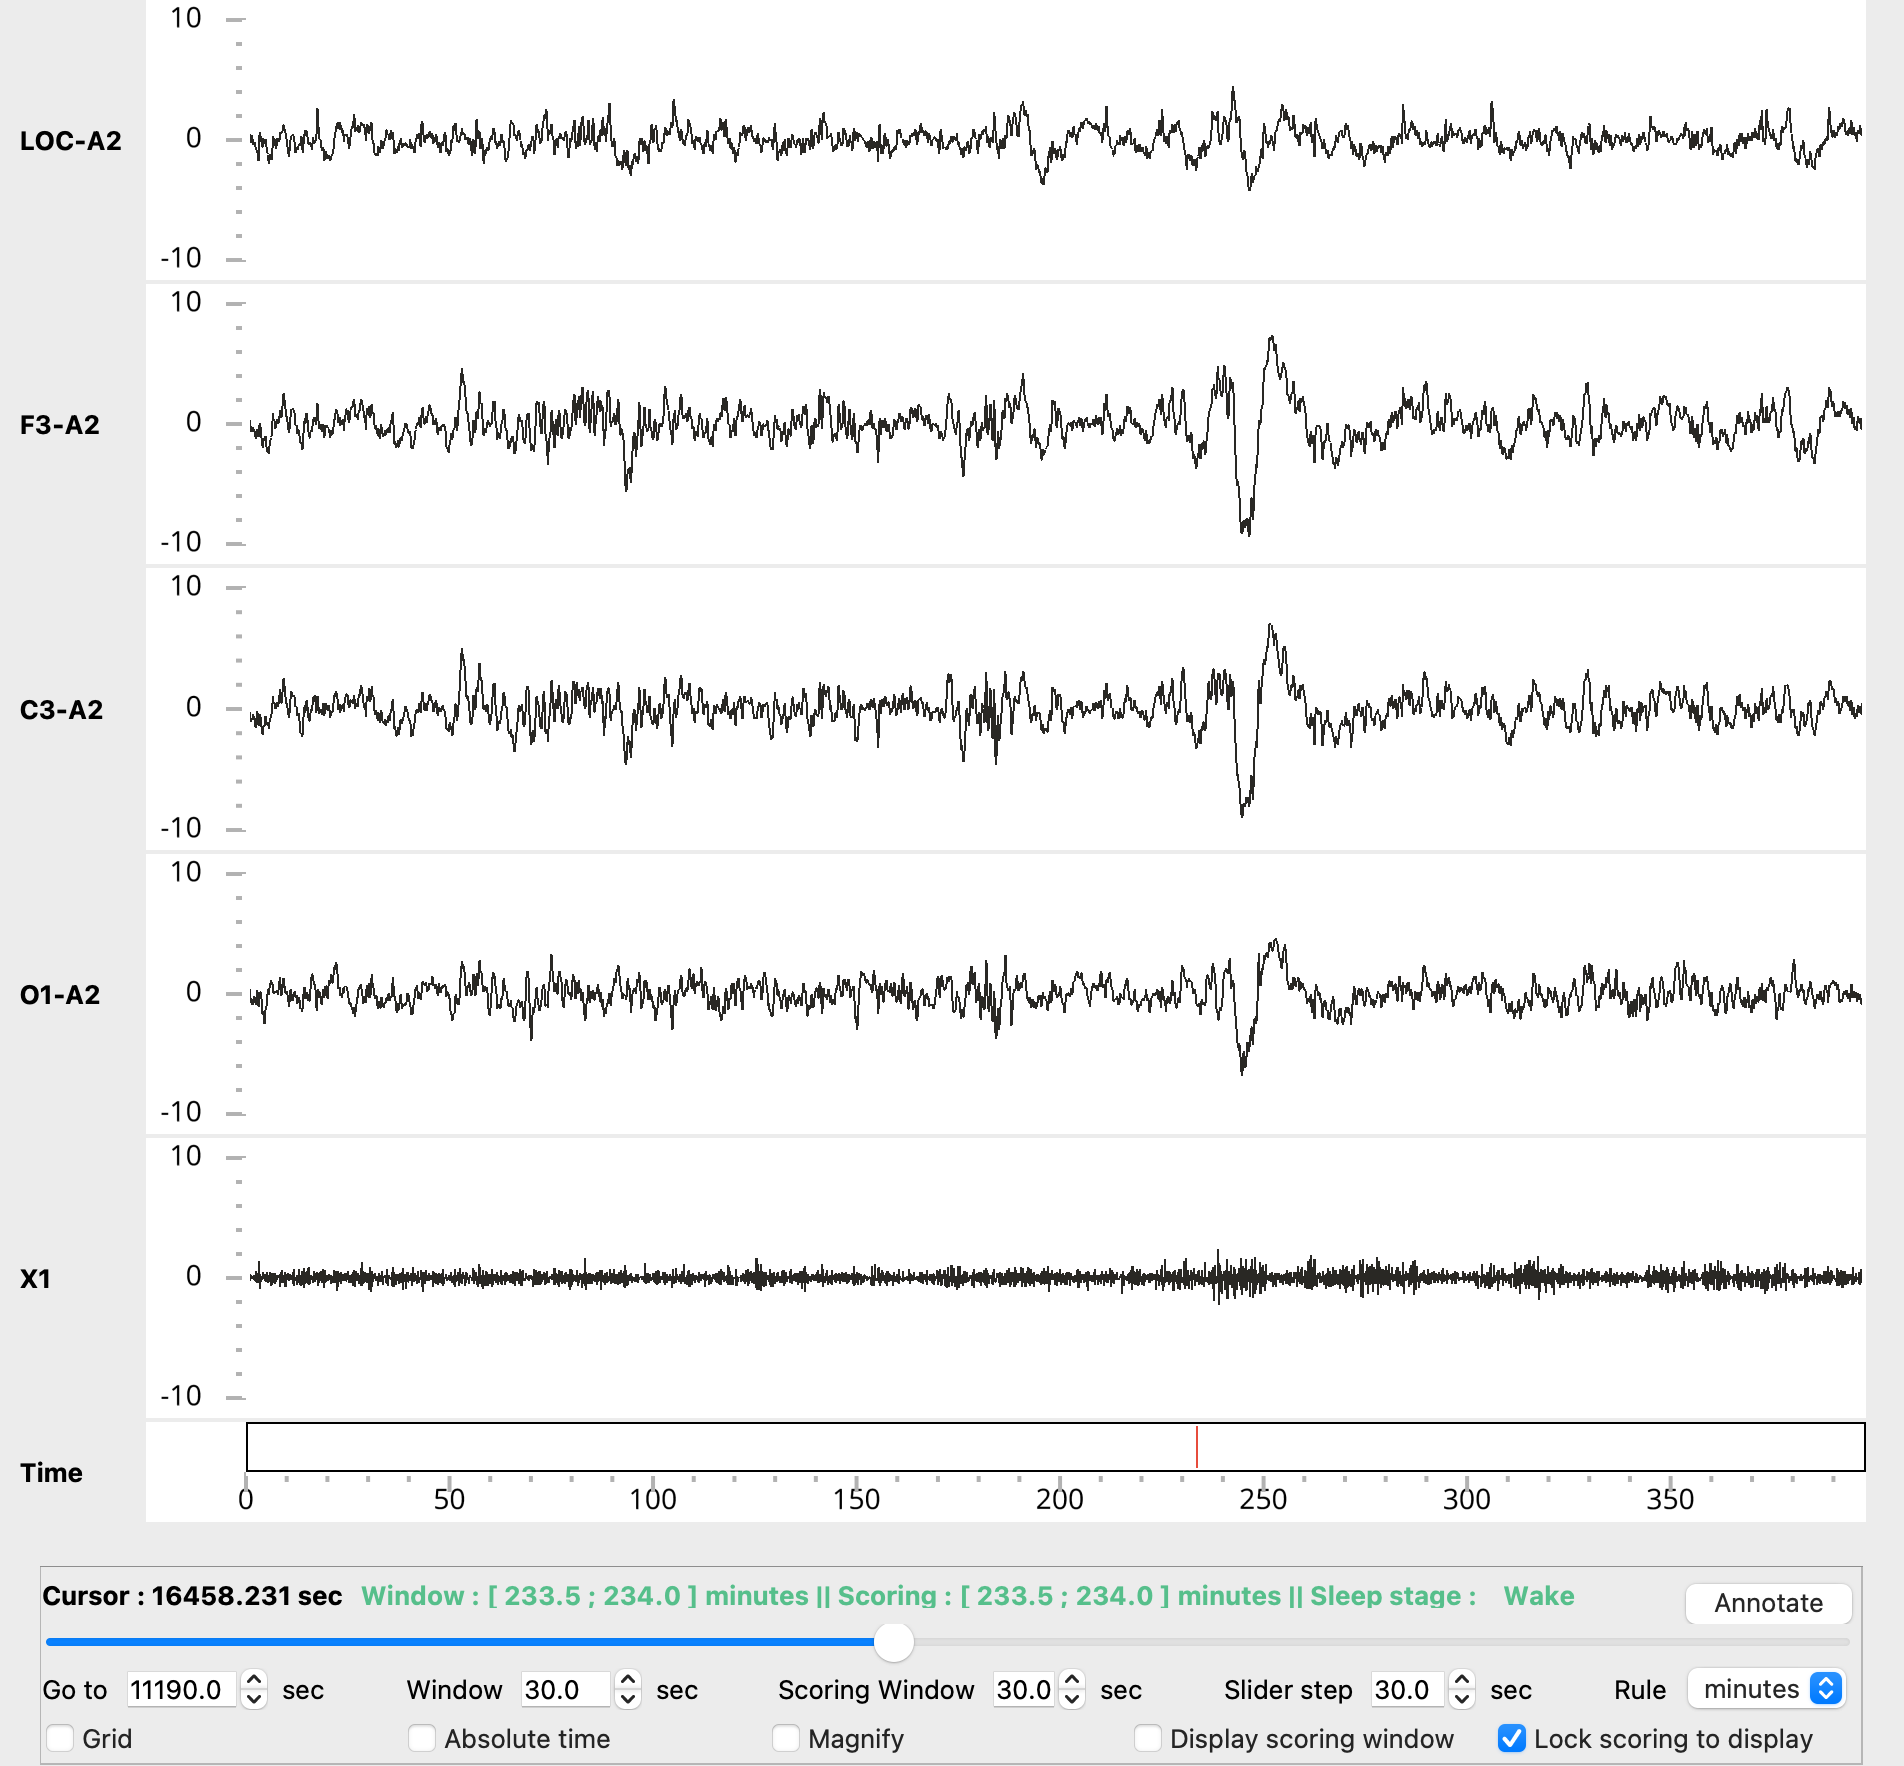 10
LOC-A2
0
-10
10
F3-A2
0
-10
10
C3-A2
0
-10
10
O1-A2
0
-10
10
X1
0
-10
Time
0 50 100 150 200 250 300 350
Cursor : 16458.231 sec Window : [ 233.5 ; 234.0 ] minutes || Scoring : [ 233.5 ; 234.0 ] minutes || Sleep stage : Wake Annotate
Go to 11190.0 sec Window 30.0 sec Scoring Window 30.0 sec Slider step 30.0 sec Rule minutes
Grid Absolute time Magnify Display scoring window Lock scoring to display